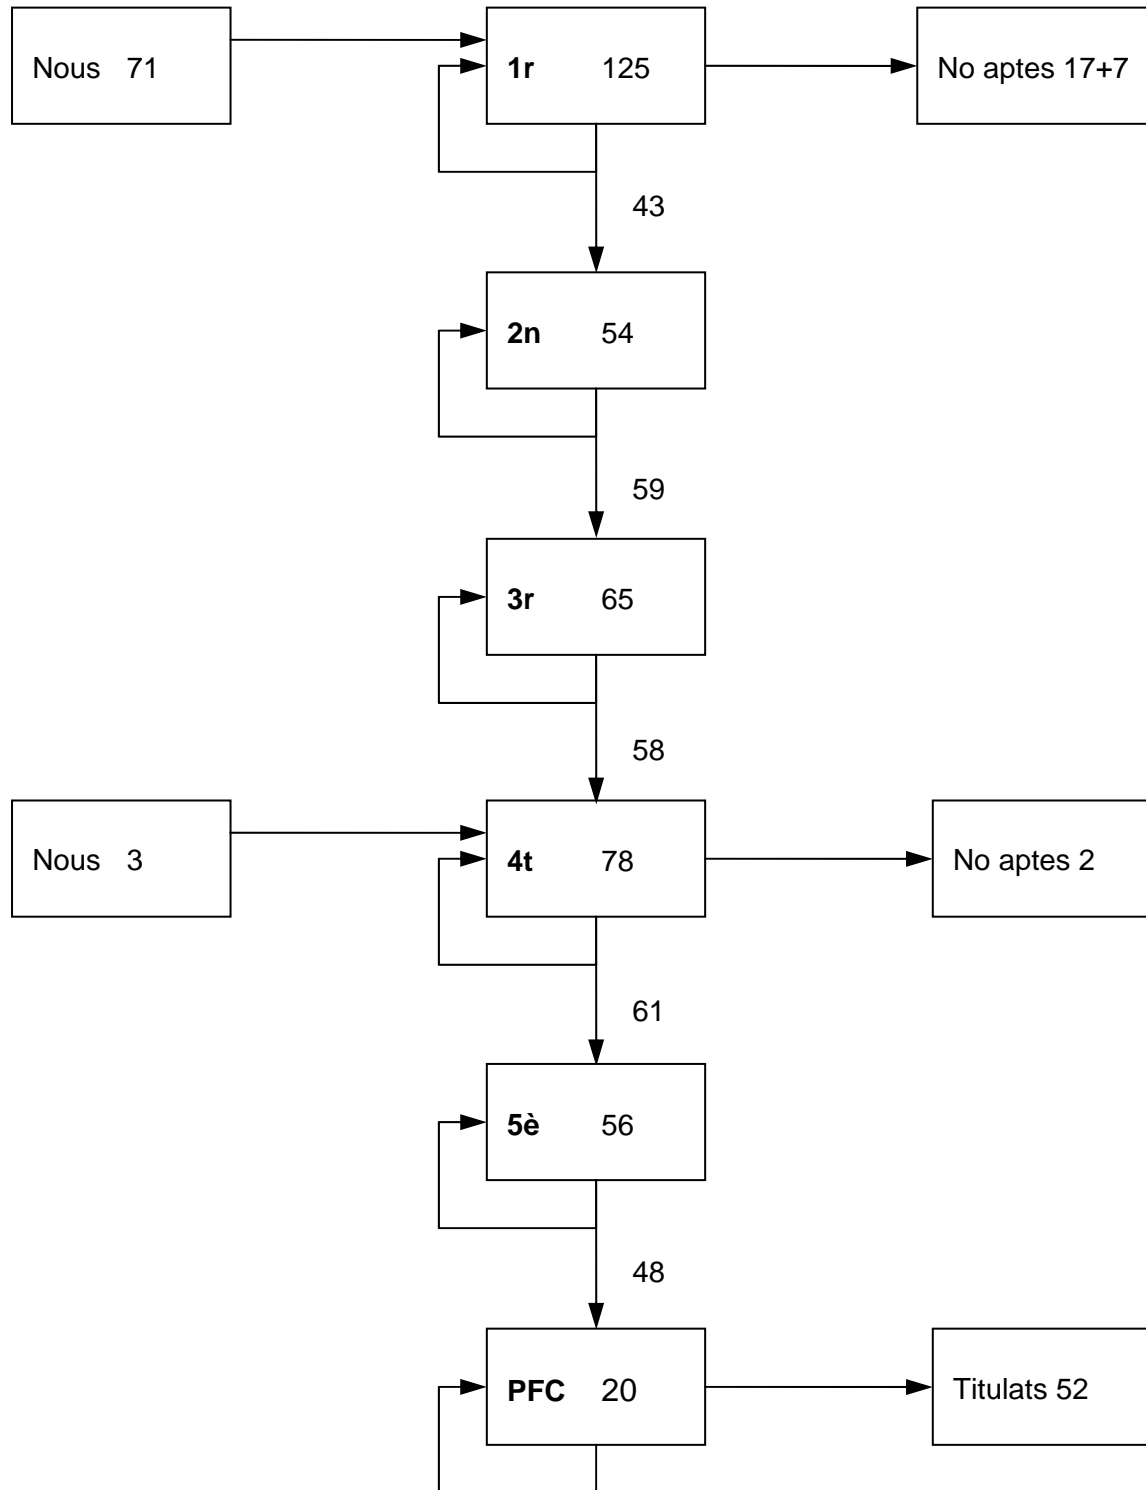 Nous 71
1r 125
No aptes 17+7
43
2n 54
59
3r 65
58
Nous 3
4t 78
No aptes 2
61
5è 56
48
PFC 20
Titulats 52